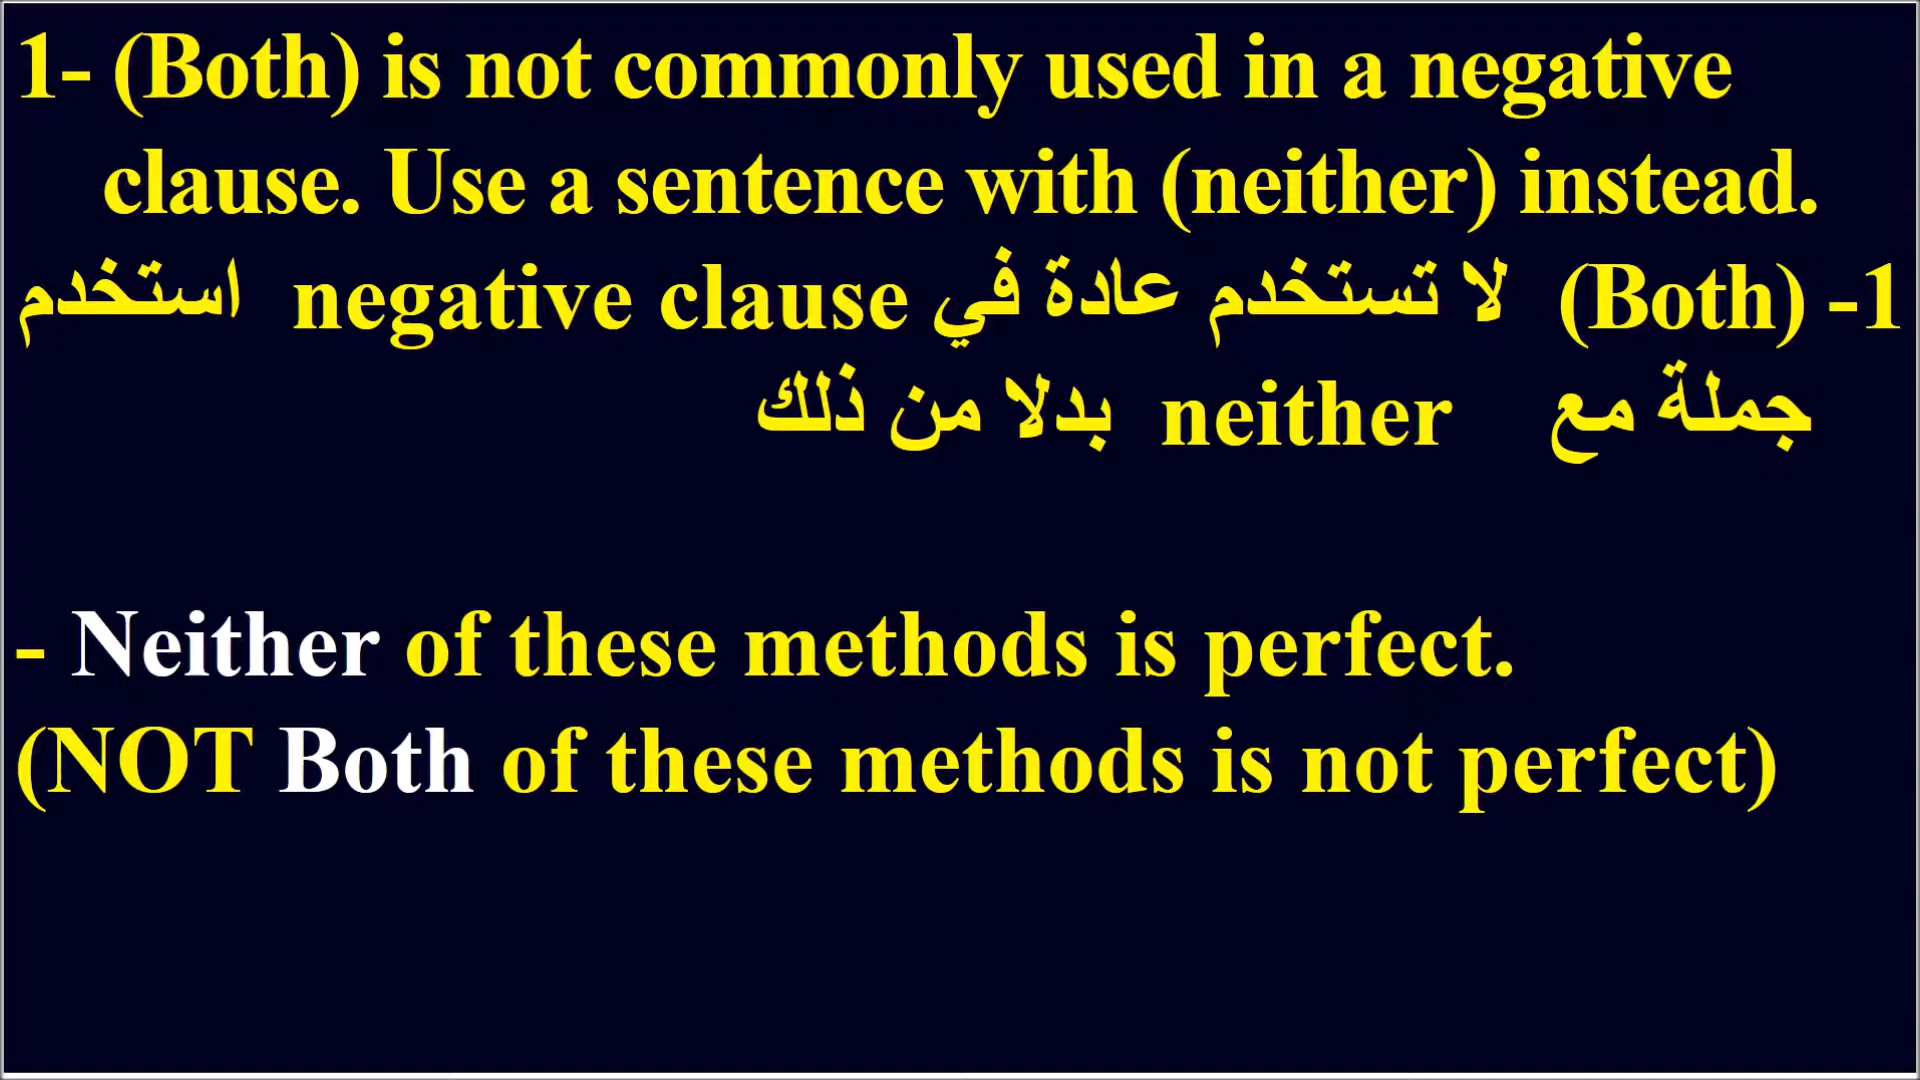 1- (Both) is not commonly used in a negative
clause. Use a sentence with (neither) instead.
1- (Both) لا تستخدم عادة في negative clause استخدم
جملة مع neither بدلا من ذلك
- Neither of these methods is perfect.
(NOT Both of these methods is not perfect)